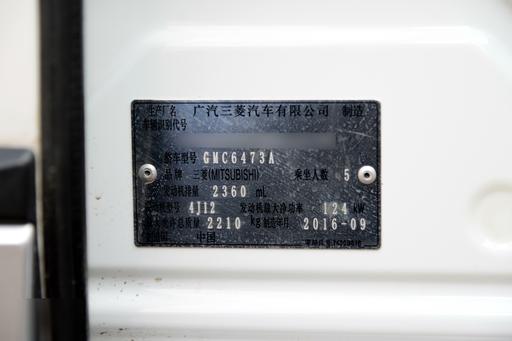 生产厂名 广汽三菱汽车有限公司 制造
车辆识别代号
整车型号 GMC6473A
品牌 三菱(MITSUBISHI) 乘坐人数 5
发动机排量 2360 mL
发动机型号 4J12 发动机最大净功率 124 kW
最大允许总质量 2210 kg 制造年月 2016-09
中国